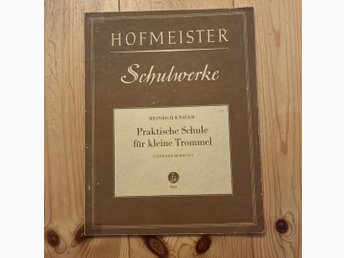 HOFMEISTER
Schulwerke
HEINRICH KNAUER
Praktische Schule
für kleine Trommel